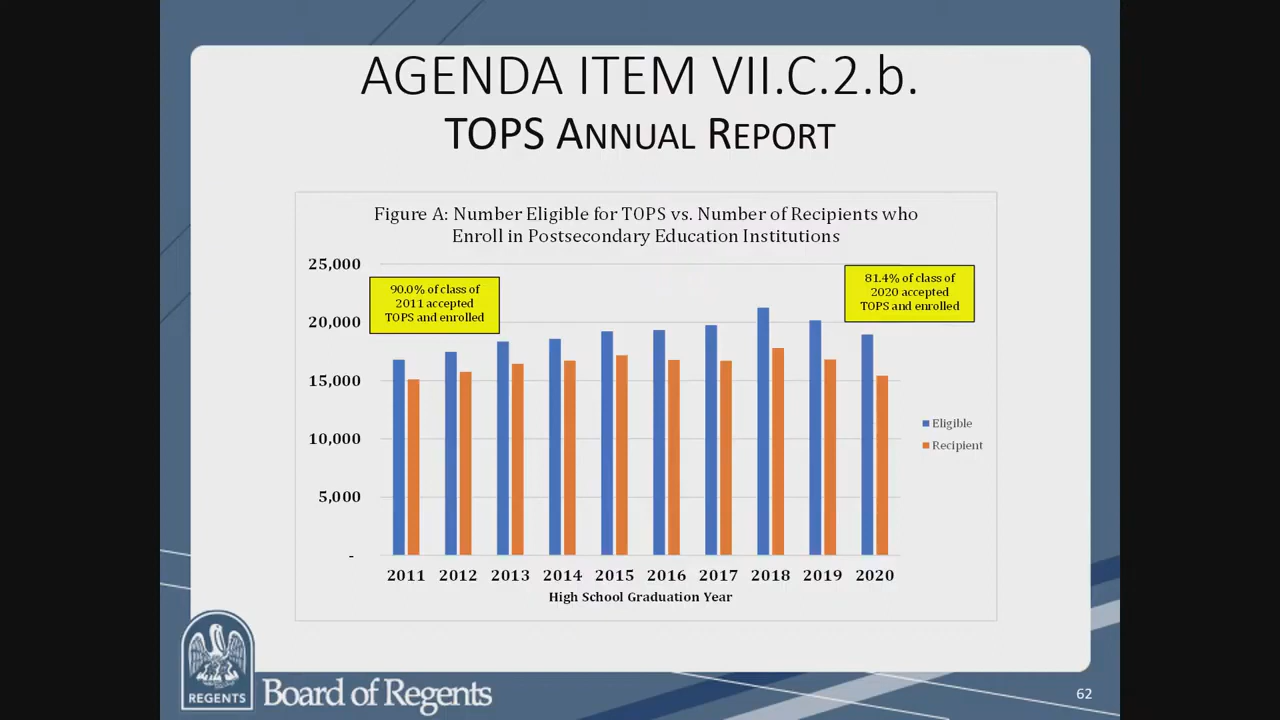 AGENDA ITEM VII.C.2.b.
TOPS ANNUAL REPORT
Figure A: Number Eligible for TOPS vs. Number of Recipients who
Enroll in Postsecondary Education Institutions
25,000
20,000
15,000
10,000
5,000
-
90.0% of class of
2011 accepted
TOPS and enrolled
81.4% of class of
2020 accepted
TOPS and enrolled
Eligible
Recipient
2011 2012 2013 2014 2015 2016 2017 2018 2019 2020
High School Graduation Year
REGENTS
Board of Regents
62